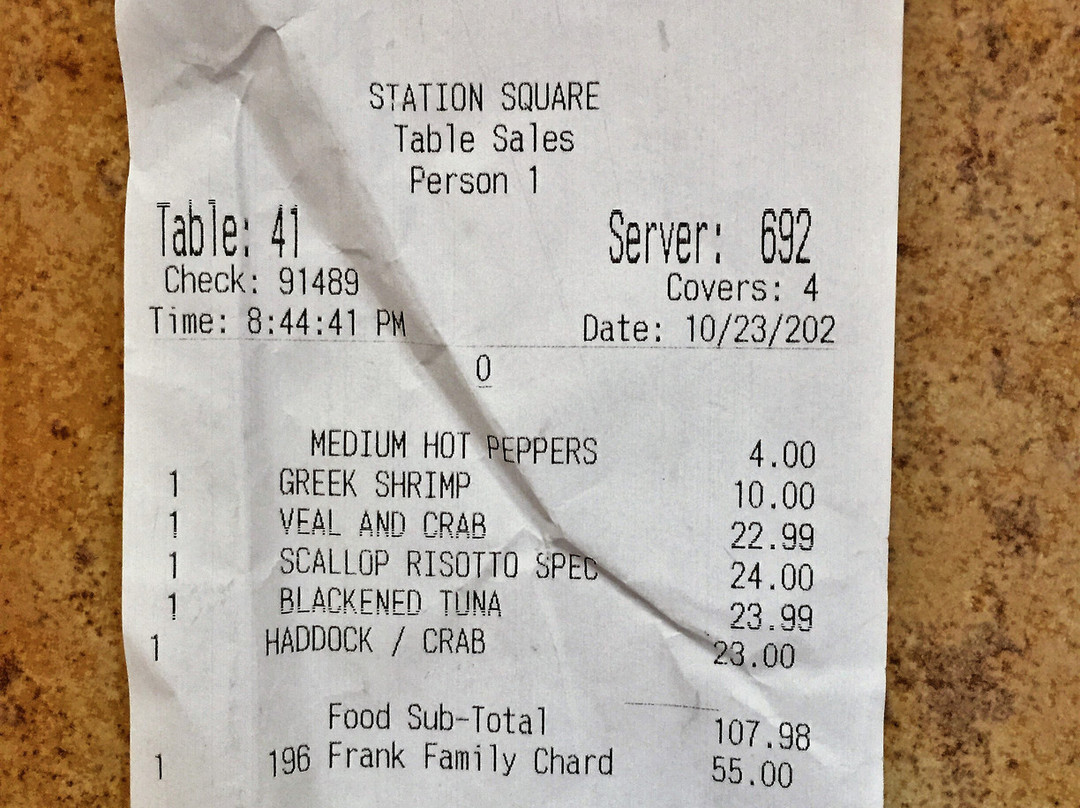 STATION SQUARE
Table Sales
Person 1
Table: 41 Server: 692
Check: 91489 Covers: 4
Time: 8:44:41 PM Date: 10/23/202
0
MEDIUM HOT PEPPERS 4.00
1 GREEK SHRIMP 10.00
1 VEAL AND CRAB 22.99
1 SCALLOP RISOTTO SPEC 24.00
1 BLACKENED TUNA 23.99
1 HADDOCK / CRAB 23.00
Food Sub-Total 107.98
1 196 Frank Family Chard 55.00